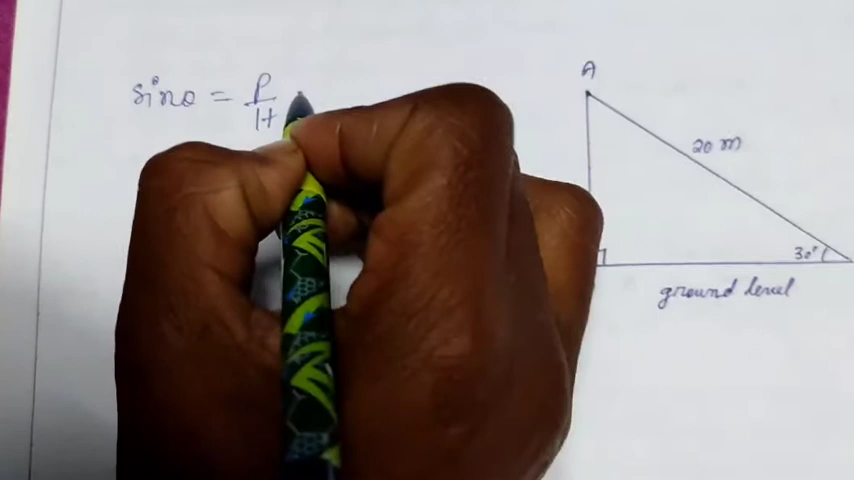 sinθ = P/H
A
20 m
30°
ground level